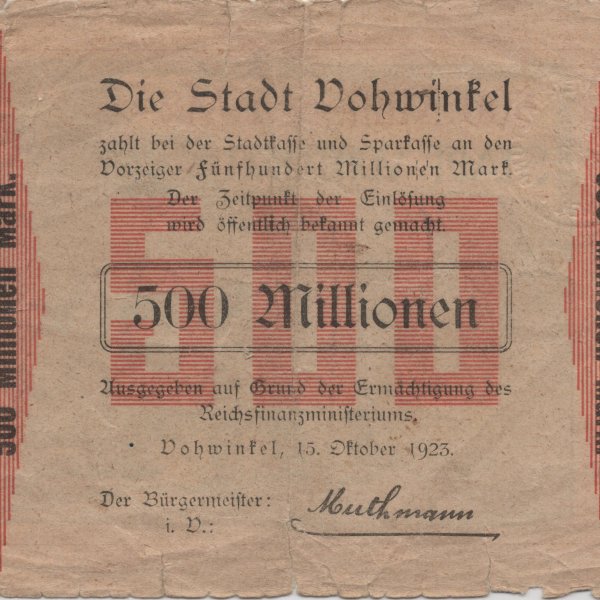 Die Stadt Vohwinkel
zahlt bei der Stadtkasse und Sparkasse an den
Vorzeiger Fünfhundert Millionen Mark.
Der Zeitpunkt der Einlösung
wird öffentlich bekannt gemacht.
500
500 Millionen
Ausgegeben auf Grund der Ermächtigung des
Reichsfinanzministeriums.
Vohwinkel, 15. Oktober 1923.
Der Bürgermeister:
i. V.:
Muthmann
500 Millionen Mark.